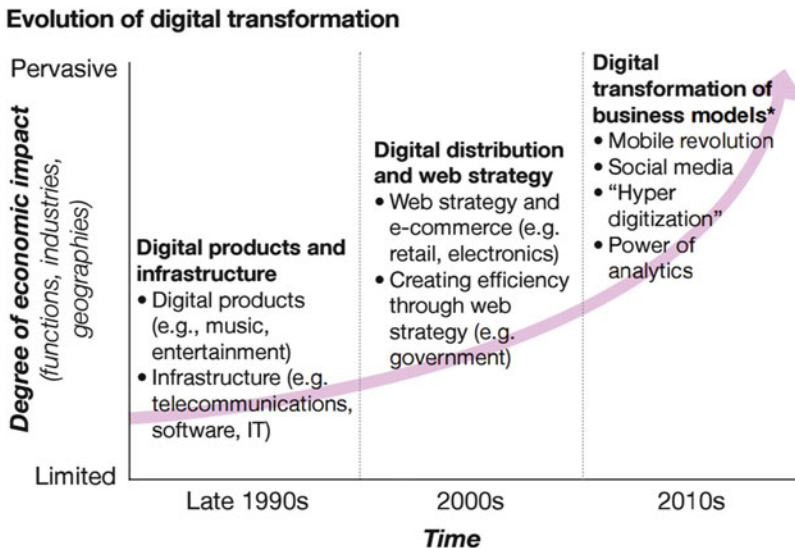 Evolution of digital transformation
Pervasive
Degree of economic impact
(functions, industries,
geographies)
Limited
Digital products and
infrastructure
• Digital products
(e.g., music,
entertainment)
• Infrastructure (e.g.
telecommunications,
software, IT)
Digital distribution
and web strategy
• Web strategy and
e-commerce (e.g.
retail, electronics)
• Creating efficiency
through web
strategy (e.g.
government)
Digital
transformation of
business models*
• Mobile revolution
• Social media
• “Hyper
digitization”
• Power of
analytics
Late 1990s
2000s
2010s
Time